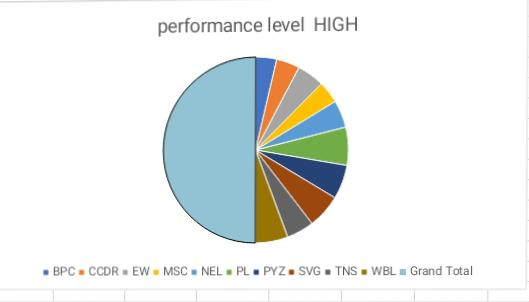 performance level HIGH
BPC CCDR EW MSC NEL PL PYZ SVG TNS WBL Grand Total